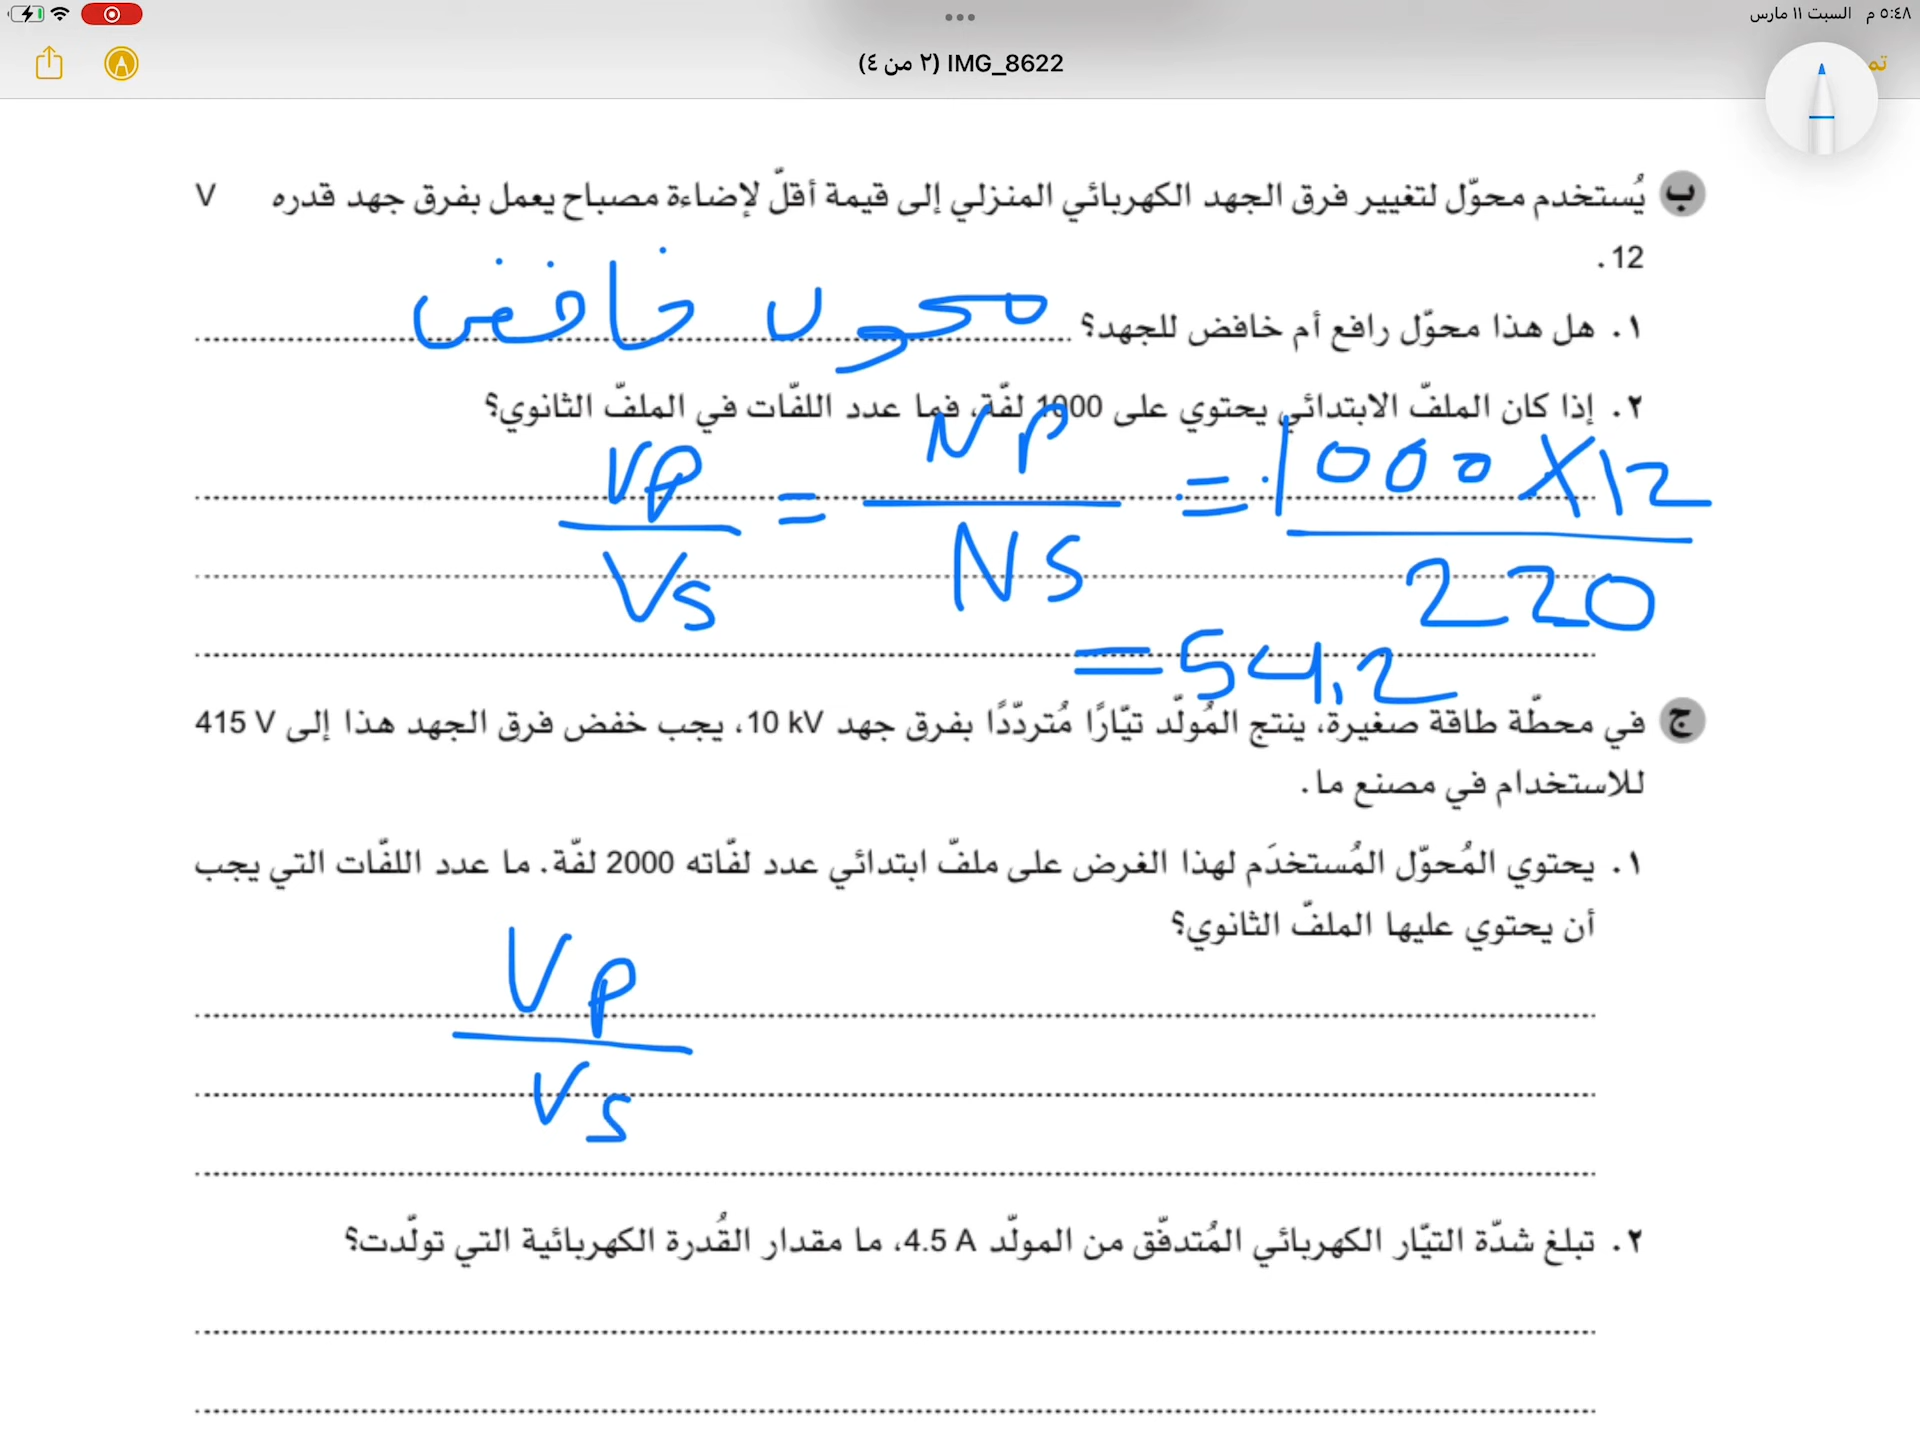 ٥:٤٨ م السبت ١١ مارس
IMG_8622 (٢ من ٤)
تم
ب يُستخدم محوّل لتغيير فرق الجهد الكهربائي المنزلي إلى قيمة أقلّ لإضاءة مصباح يعمل بفرق جهد قدره V
12 .
١. هل هذا محوّل رافع أم خافض للجهد؟ محول خافض
٢. إذا كان الملفّ الابتدائي يحتوي على 1000 لفّة، فما عدد اللفّات في الملفّ الثانوي؟
Vp/Vs = Np/Ns = 1000 X 12/220
= 54,2
ج في محطّة طاقة صغيرة، ينتج المُولّد تيّارًا مُتردّدًا بفرق جهد 10 kV، يجب خفض فرق الجهد هذا إلى 415 V
للاستخدام في مصنع ما.
١. يحتوي المُحوّل المُستخدَم لهذا الغرض على ملفّ ابتدائي عدد لفّاته 2000 لفّة. ما عدد اللفّات التي يجب
أن يحتوي عليها الملفّ الثانوي؟
Vp
Vs
٢. تبلغ شدّة التيّار الكهربائي المُتدفّق من المولّد 4.5 A، ما مقدار القُدرة الكهربائية التي تولّدت؟